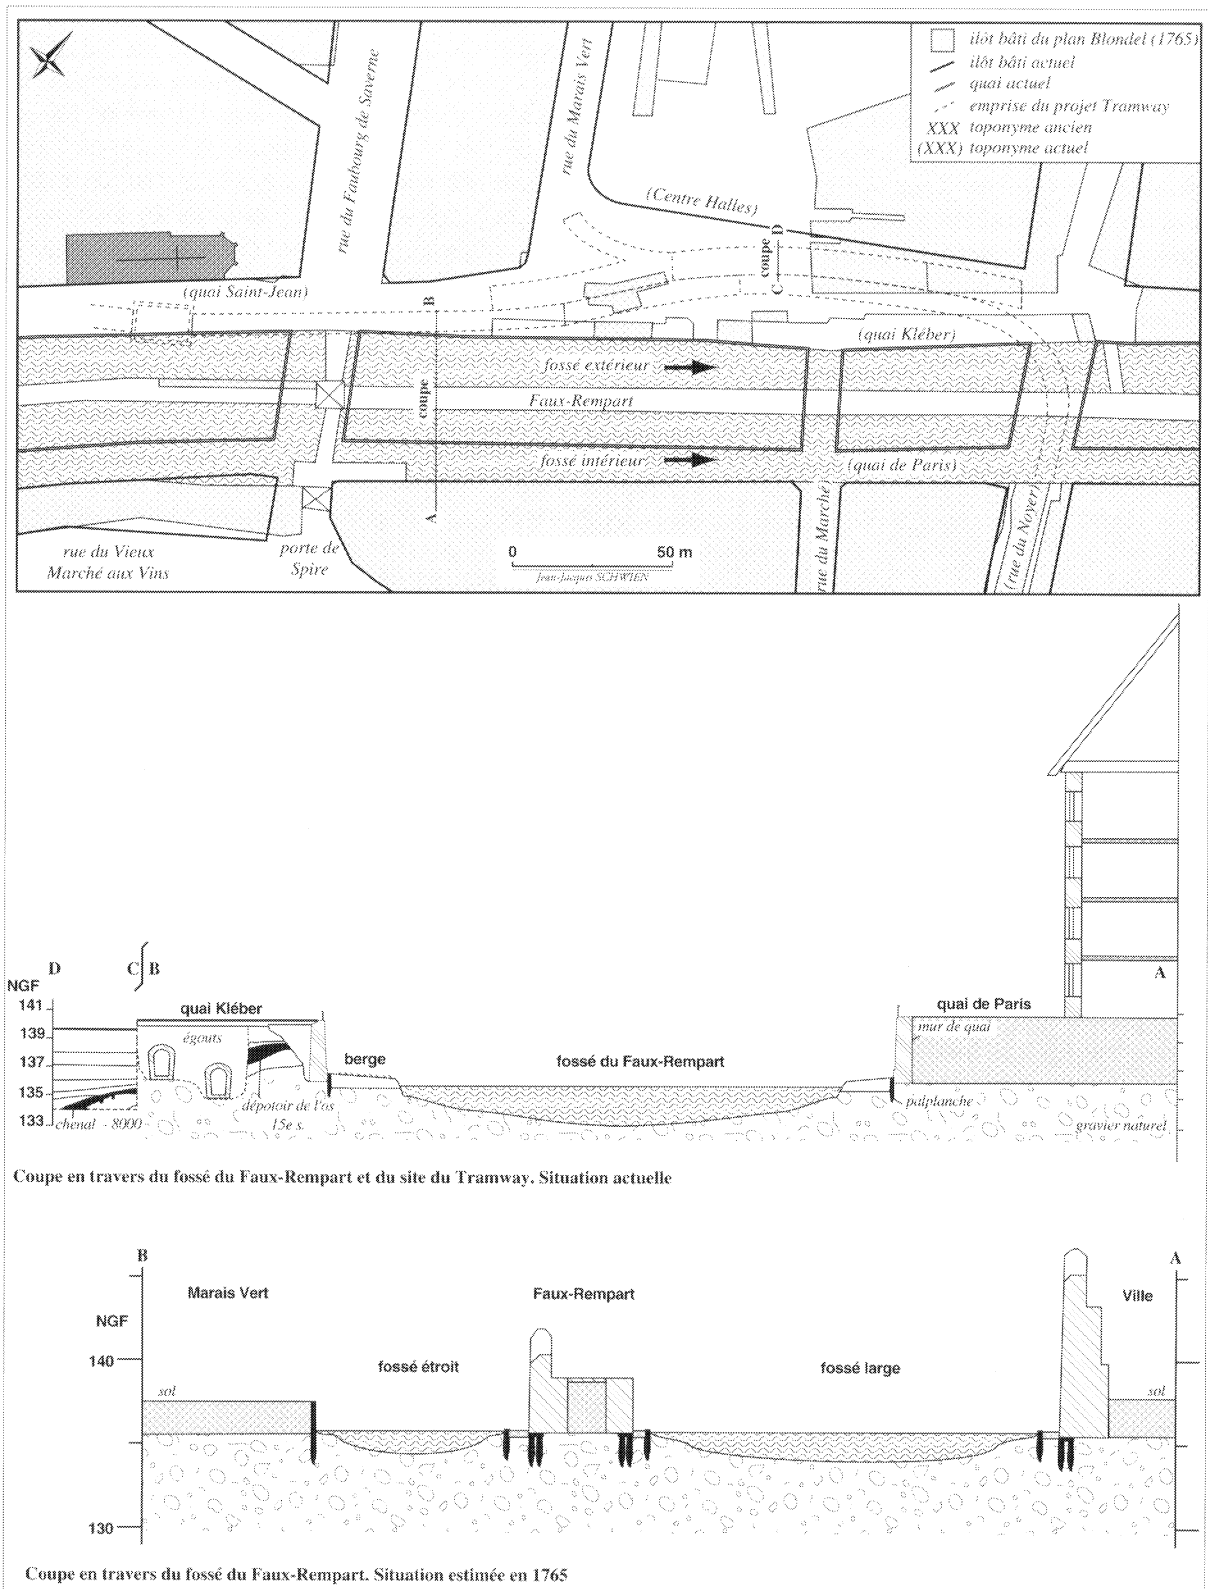 ilôt bâti du plan Blondel (1765)
ilôt bâti actuel
quai actuel
emprise du projet Tramway
XXX toponyme ancien
(XXX) toponyme actuel
rue du Faubourg de Saverne
rue du Marais Vert
(Centre Halles)
coupe
D
C
(quai Saint-Jean)
B
(quai Kléber)
fossé extérieur
coupe
Faux-Rempart
fossé intérieur
(quai de Paris)
A
rue du Vieux
Marché aux Vins
porte de
Spire
0 50 m
Jean-Jacques SCHWIEN
rue du Marché
(rue du Noyer)
D C B A
NGF
141
139
137
135
133
quai Kléber
égouts
berge
fossé du Faux-Rempart
quai de Paris
mur de quai
dépotoir de l'os
15e s.
chenal - 8000
palplanche
gravier naturel
Coupe en travers du fossé du Faux-Rempart et du site du Tramway. Situation actuelle
B A
Marais Vert
Faux-Rempart
Ville
NGF
140
fossé étroit
fossé large
sol
sol
130
Coupe en travers du fossé du Faux-Rempart. Situation estimée en 1765